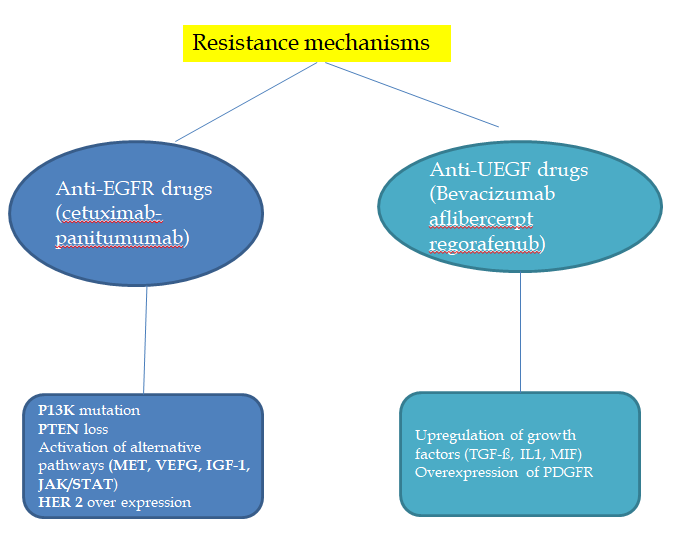 Resistance mechanisms
Anti-EGFR drugs
(cetuximab-
panitumumab)
Anti-UEGF drugs
(Bevacizumab
aflibercerpt
regorafenub)
P13K mutation
PTEN loss
Activation of alternative
pathways (MET, VEFG, IGF-1,
JAK/STAT)
HER 2 over expression
Upregulation of growth
factors (TGF-ß, IL1, MIF)
Overexpression of PDGFR